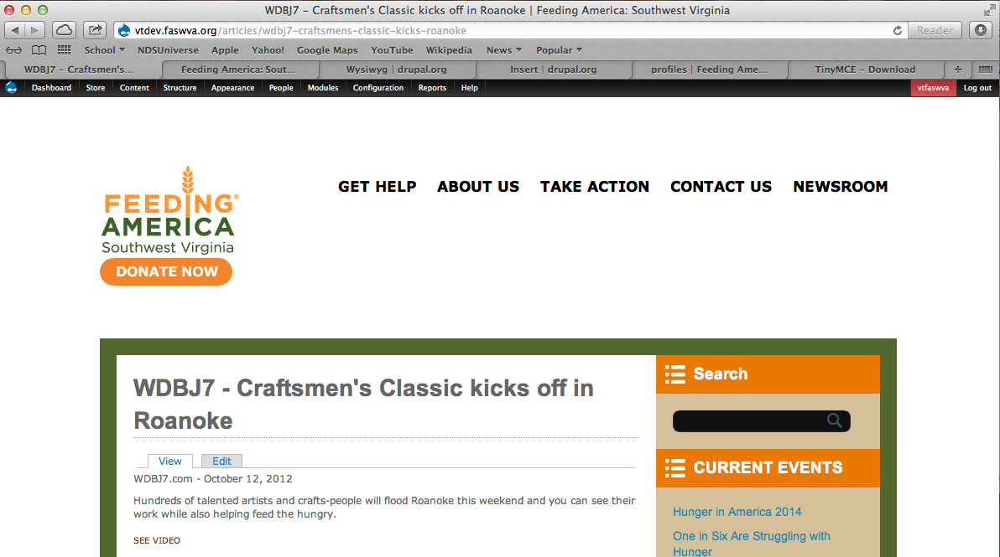 WDBJ7 – Craftsmen's Classic kicks off in Roanoke | Feeding America: Southwest Virginia
vtdev.faswva.org/articles/wdbj7-craftsmens-classic-kicks-roanoke
Reader
School NDSUniverse Apple Yahoo! Google Maps YouTube Wikipedia News Popular
WDBJ7 – Craftsmen's... Feeding America: Sout... Wysiwyg | drupal.org Insert | drupal.org profiles | Feeding Ame... TinyMCE – Download +
Dashboard Store Content Structure Appearance People Modules Configuration Reports Help vtfaswva Log out
GET HELP ABOUT US TAKE ACTION CONTACT US NEWSROOM
FEEDING®
AMERICA
Southwest Virginia
DONATE NOW
WDBJ7 - Craftsmen's Classic kicks off in
Roanoke
View Edit
WDBJ7.com - October 12, 2012
Hundreds of talented artists and crafts-people will flood Roanoke this weekend and you can see their
work while also helping feed the hungry.
SEE VIDEO
Search
CURRENT EVENTS
Hunger in America 2014
One in Six Are Struggling with
Hunger